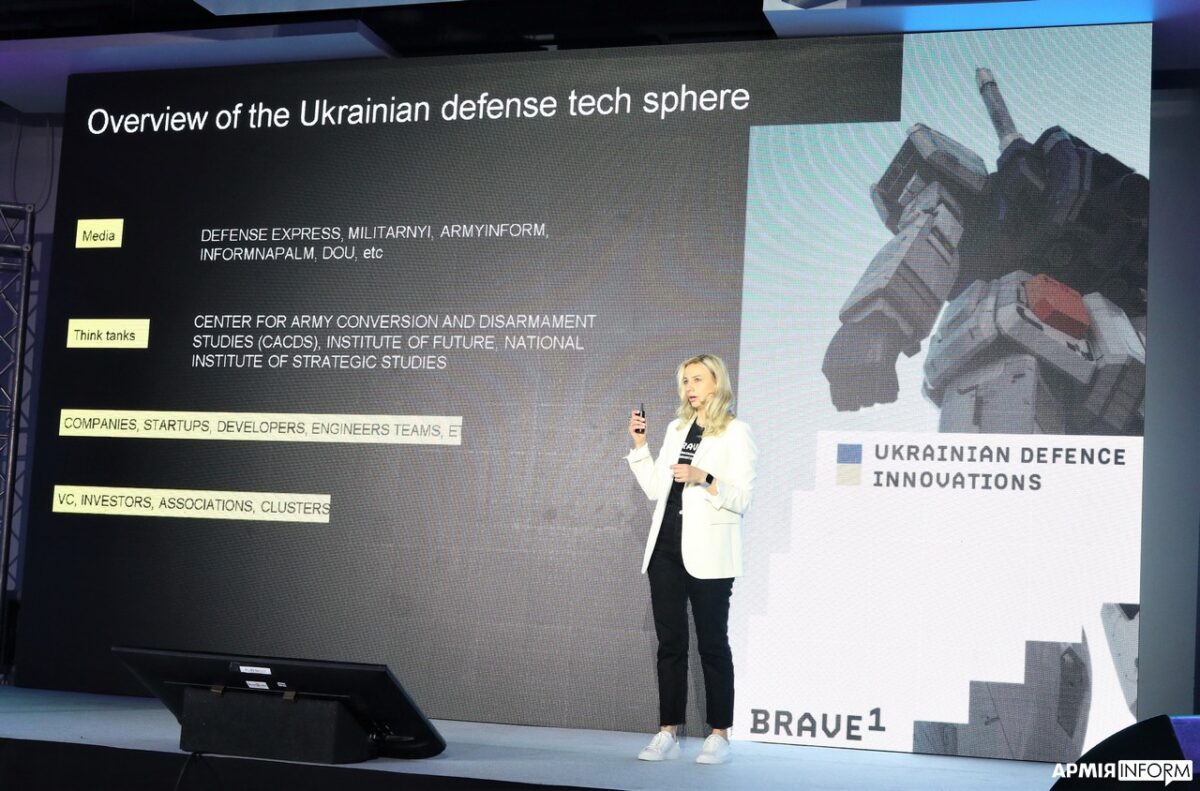 Overview of the Ukrainian defense tech sphere
Media
DEFENSE EXPRESS, MILITARNYI, ARMYINFORM,
INFORMNAPALM, DOU, etc
Think tanks
CENTER FOR ARMY CONVERSION AND DISARMAMENT
STUDIES (CACDS), INSTITUTE OF FUTURE, NATIONAL
INSTITUTE OF STRATEGIC STUDIES
COMPANIES, STARTUPS, DEVELOPERS, ENGINEERS TEAMS, E
VC, INVESTORS, ASSOCIATIONS, CLUSTERS
UKRAINIAN DEFENCE
INNOVATIONS
BRAVE1
АРМІЯINFORM